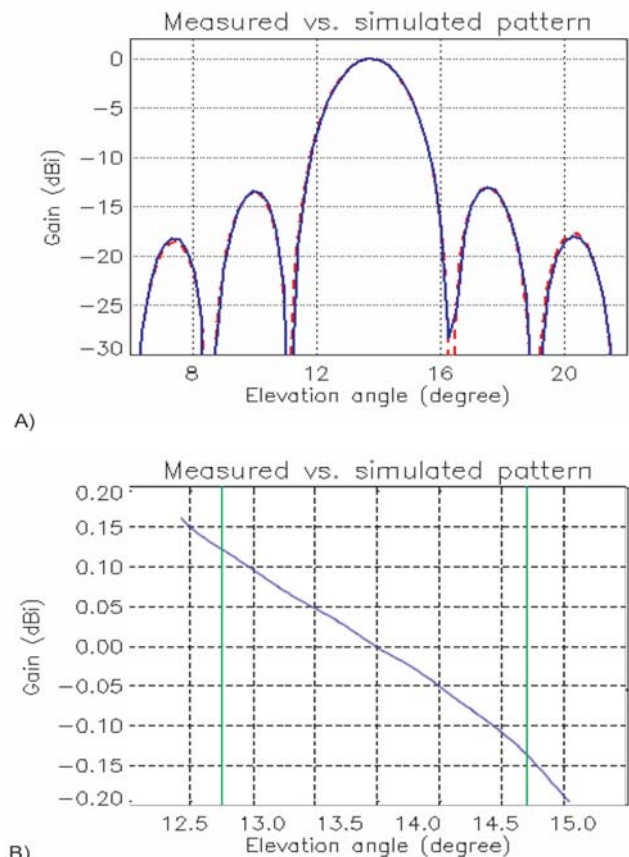 Measured vs. simulated pattern
0
−5
−10
−15
−20
−25
−30
Gain (dBi)
8 12 16 20
Elevation angle (degree)
A)
Measured vs. simulated pattern
0.20
0.15
0.10
0.05
0.00
−0.05
−0.10
−0.15
−0.20
Gain (dBi)
12.5 13.0 13.5 14.0 14.5 15.0
Elevation angle (degree)
B)